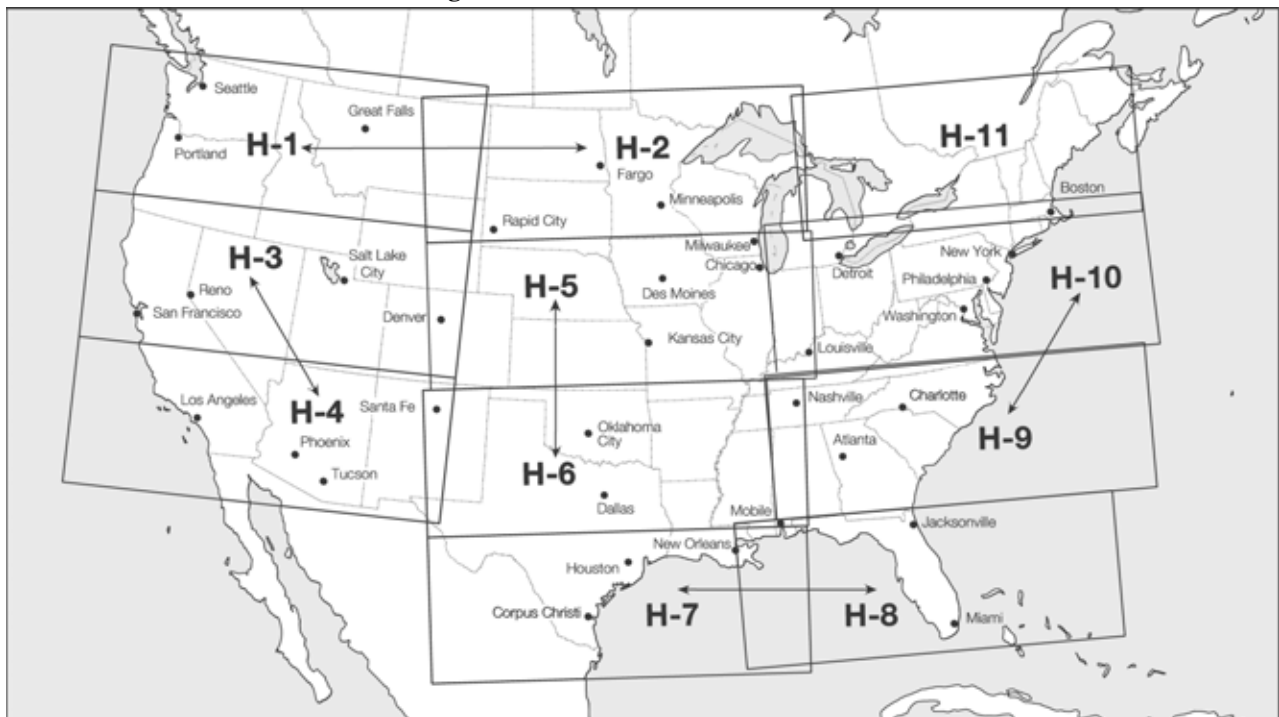 Seattle
Great Falls
Portland
H-1
H-2
Fargo
H-11
Minneapolis
Boston
Rapid City
Milwaukee
Chicago
Detroit
New York
Philadelphia
H-10
Washington
H-3
Salt Lake
City
Reno
San Francisco
Denver
H-5
Des Moines
Kansas City
Louisville
Los Angeles
H-4
Santa Fe
Phoenix
Tucson
Oklahoma
City
H-6
Dallas
Nashville
Charlotte
Atlanta
H-9
Mobile
New Orleans
Jacksonville
Houston
Corpus Christi
H-7
H-8
Miami